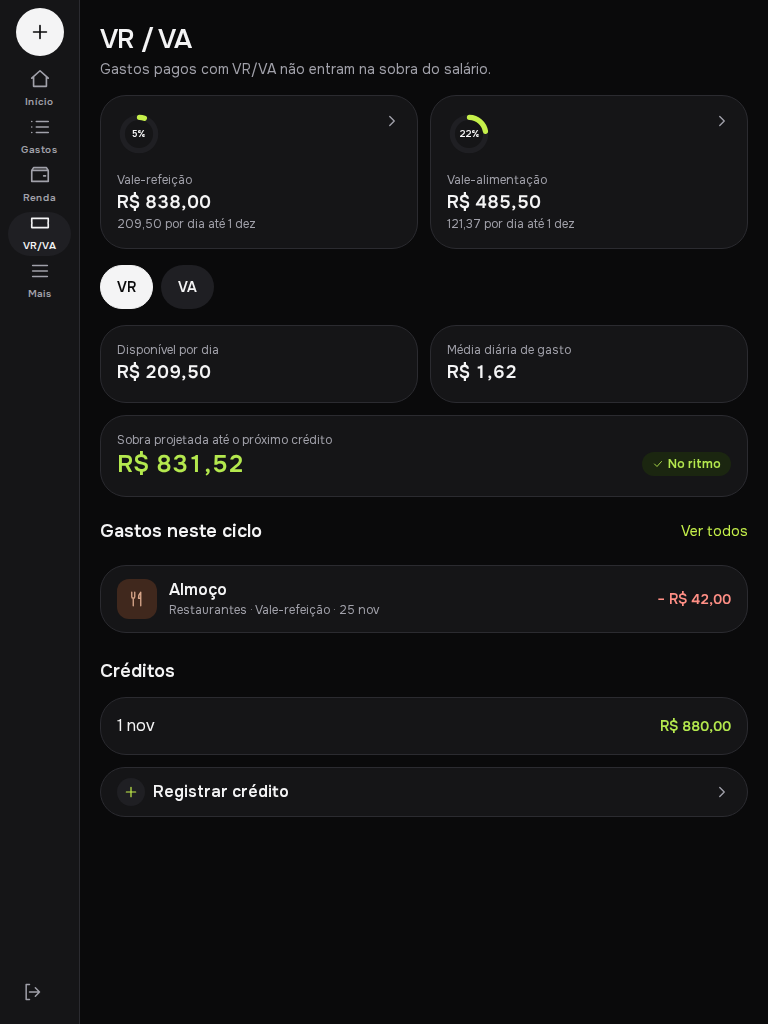 Início
Gastos
Renda
VR/VA
Mais
VR / VA
Gastos pagos com VR/VA não entram na sobra do salário.
5%
Vale-refeição
R$ 838,00
209,50 por dia até 1 dez
22%
Vale-alimentação
R$ 485,50
121,37 por dia até 1 dez
VR
VA
Disponível por dia
R$ 209,50
Média diária de gasto
R$ 1,62
Sobra projetada até o próximo crédito
R$ 831,52
No ritmo
Gastos neste ciclo
Ver todos
Almoço
Restaurantes · Vale-refeição · 25 nov
− R$ 42,00
Créditos
1 nov
R$ 880,00
Registrar crédito